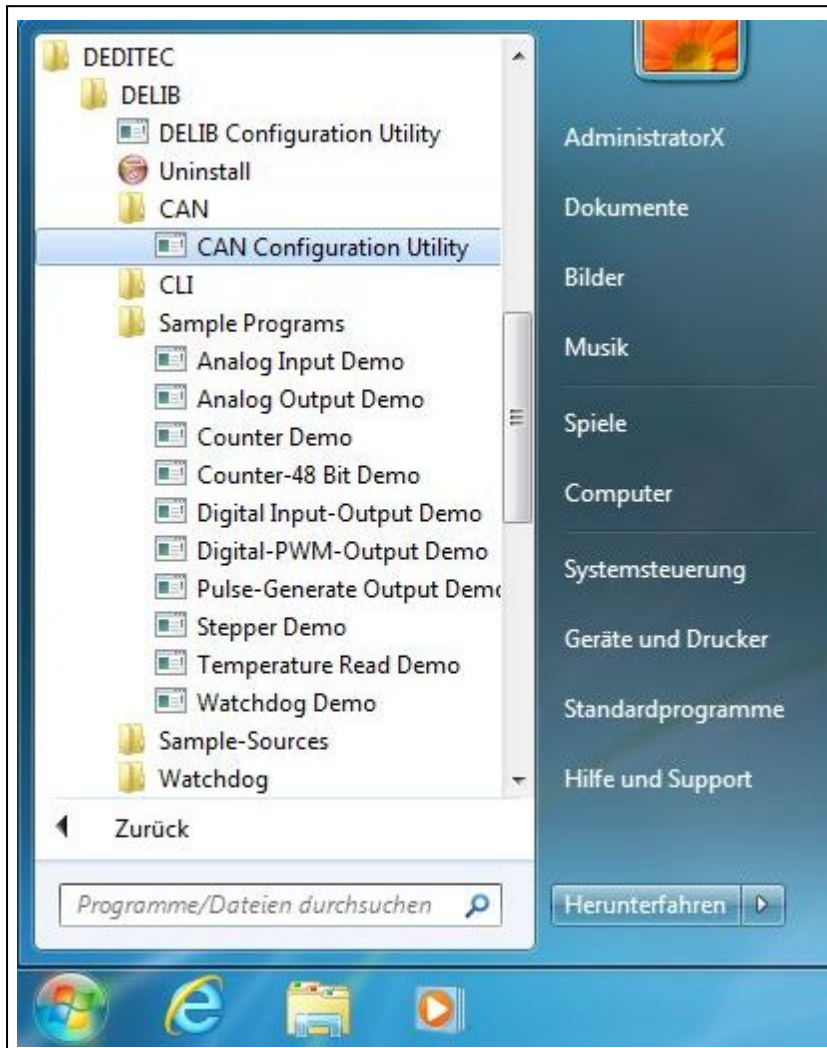 DEDITEC
DELIB
DELIB Configuration Utility
Uninstall
CAN
CAN Configuration Utility
CLI
Sample Programs
Analog Input Demo
Analog Output Demo
Counter Demo
Counter-48 Bit Demo
Digital Input-Output Demo
Digital-PWM-Output Demo
Pulse-Generate Output Demo
Stepper Demo
Temperature Read Demo
Watchdog Demo
Sample-Sources
Watchdog
Zurück
Programme/Dateien durchsuchen
AdministratorX
Dokumente
Bilder
Musik
Spiele
Computer
Systemsteuerung
Geräte und Drucker
Standardprogramme
Hilfe und Support
Herunterfahren